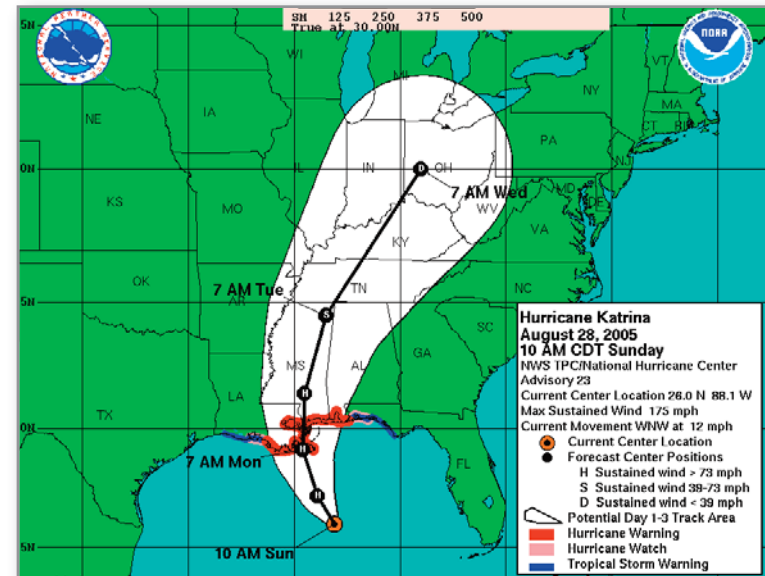 SM 125 250 375 500
True at 30.00N
NOAA
5N
WI
MI
VT
NY
MA
CT RI
NE
IA
PA
NJ
0N
IL
IN
D
OH
7 AM Wed
MD
DE
KS
MO
WV
VA
KY
OK
7 AM Tue
AR
TN
NC
5N
S
SC
MS
AL
GA
H
LA
TX
0N
H
7 AM Mon
FL
H
10 AM Sun
5N
Hurricane Katrina
August 28, 2005
10 AM CDT Sunday
NWS TPC/National Hurricane Center
Advisory 23
Current Center Location 26.0 N 88.1 W
Max Sustained Wind 175 mph
Current Movement WNW at 12 mph
Current Center Location
Forecast Center Positions
H Sustained wind > 73 mph
S Sustained wind 39-73 mph
D Sustained wind < 39 mph
Potential Day 1-3 Track Area
Hurricane Warning
Hurricane Watch
Tropical Storm Warning